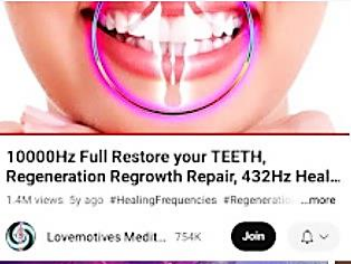 10000Hz Full Restore your TEETH,
Regeneration Regrowth Repair, 432Hz Heal...
1.4M views 5y ago #HealingFrequencies #Regeneratio ...more
Lovemotives Medit... 754K Join